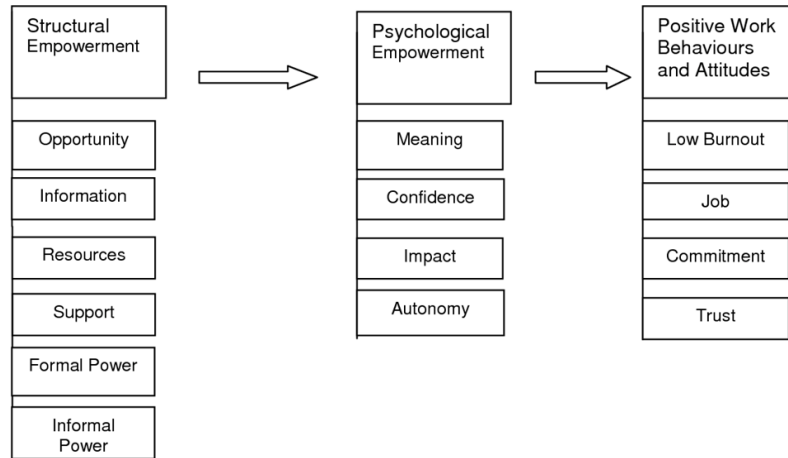 Structural
Empowerment
Opportunity
Information
Resources
Support
Formal Power
Informal
Power
Psychological
Empowerment
Meaning
Confidence
Impact
Autonomy
Positive Work
Behaviours
and Attitudes
Low Burnout
Job
Commitment
Trust